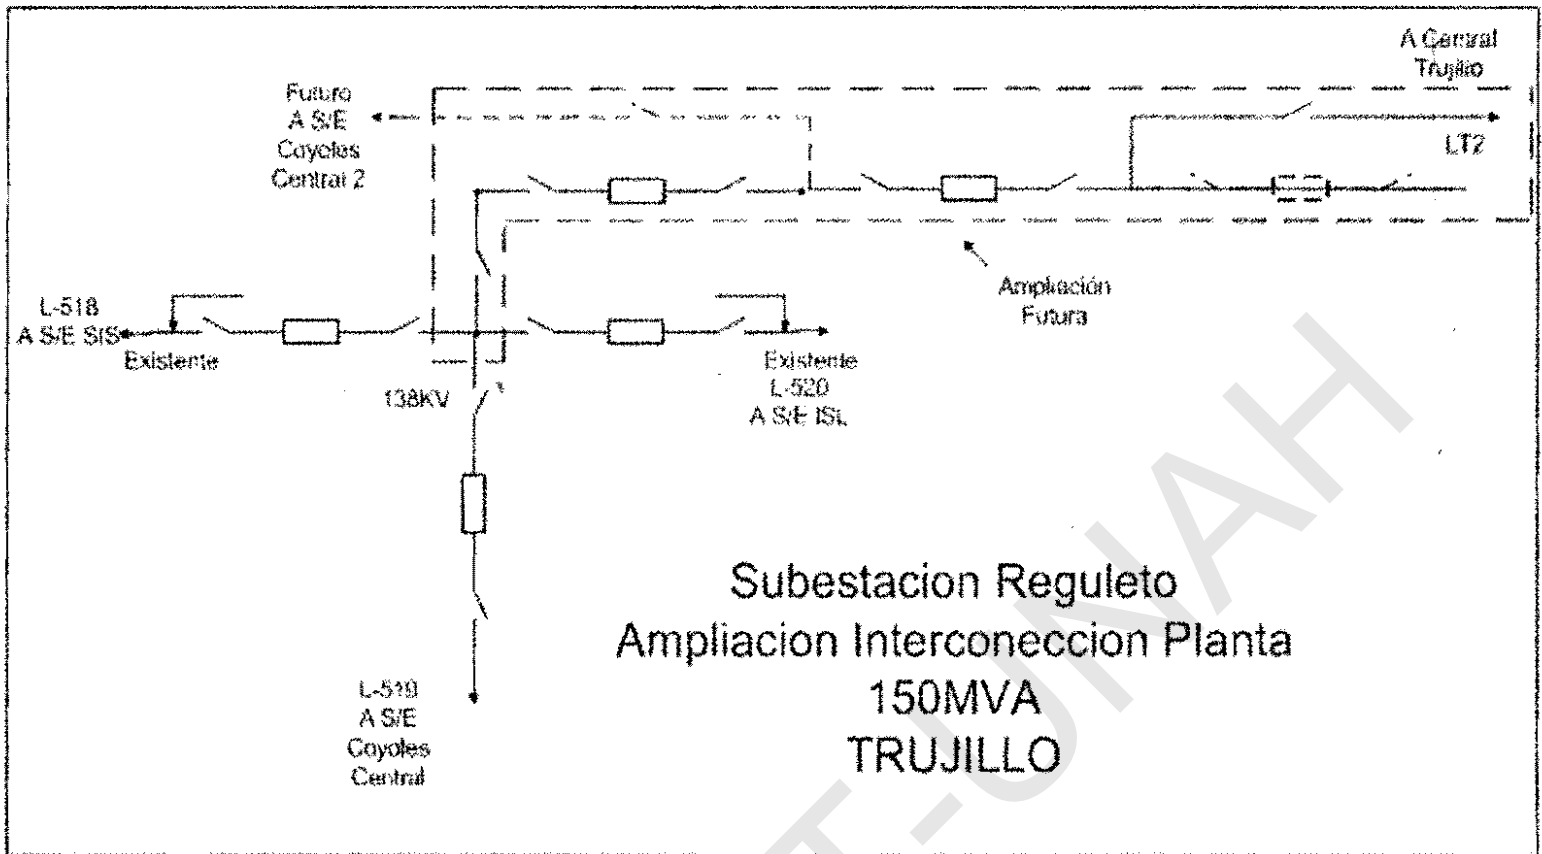 A Central
Trujillo
LT2
Futuro
A S/E
Coyoles
Central 2
Ampliación
Futura
L-518
A S/E SIS
Existente
138KV
Existente
L-520
A S/E ISL
L-519
A S/E
Coyoles
Central
Subestacion Reguleto
Ampliacion Interconeccion Planta
150MVA
TRUJILLO
T-UNAH